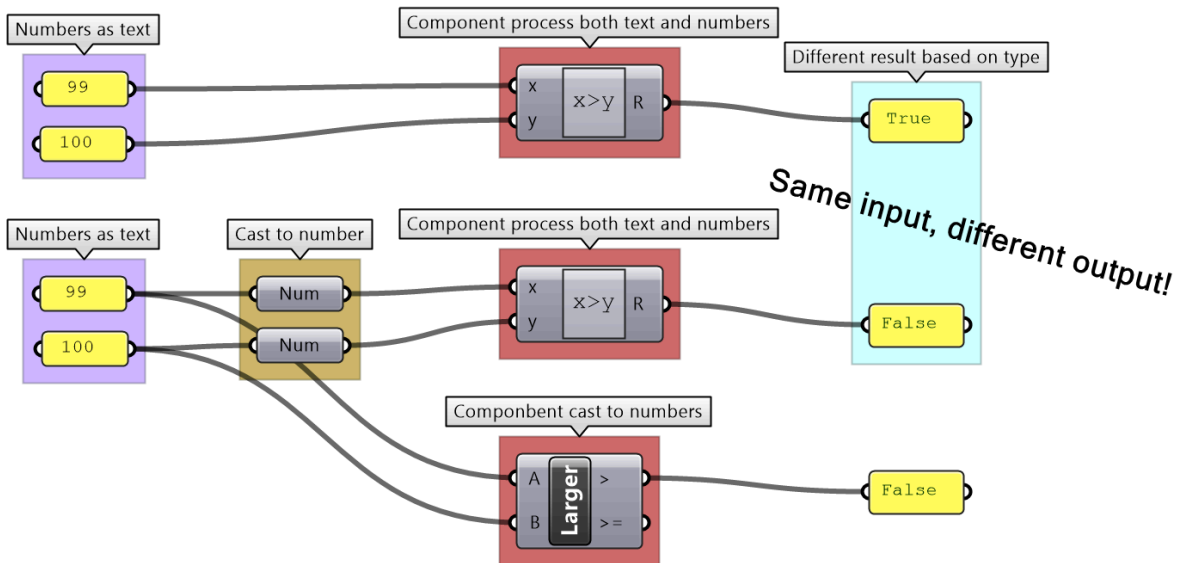 Numbers as text
Component process both text and numbers
Different result based on type
99
x
x>y
R
True
100
y
Same input, different output!
Numbers as text
Cast to number
Component process both text and numbers
99
Num
x
x>y
R
False
100
Num
y
Componbent cast to numbers
A
Larger
>
False
B
>=